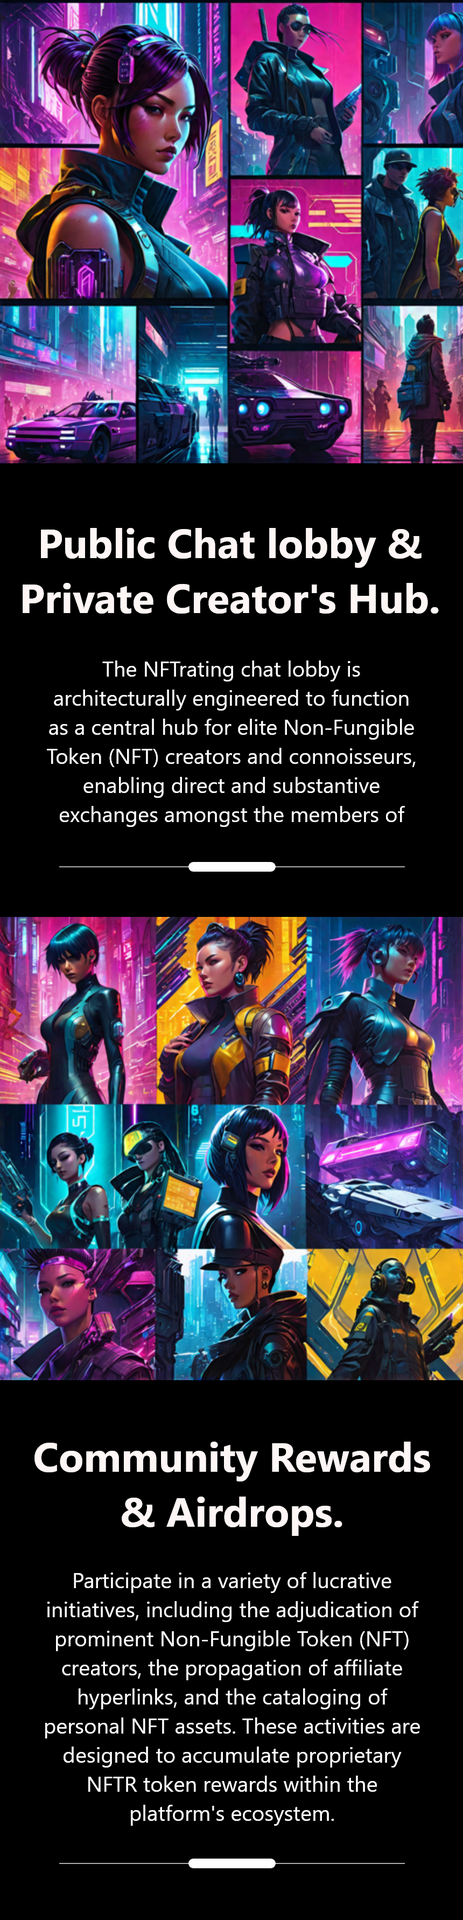 Public Chat lobby &
Private Creator's Hub.
The NFTrating chat lobby is
architecturally engineered to function
as a central hub for elite Non-Fungible
Token (NFT) creators and connoisseurs,
enabling direct and substantive
exchanges amongst the members of
Community Rewards
& Airdrops.
Participate in a variety of lucrative
initiatives, including the adjudication of
prominent Non-Fungible Token (NFT)
creators, the propagation of affiliate
hyperlinks, and the cataloging of
personal NFT assets. These activities are
designed to accumulate proprietary
NFTR token rewards within the
platform's ecosystem.